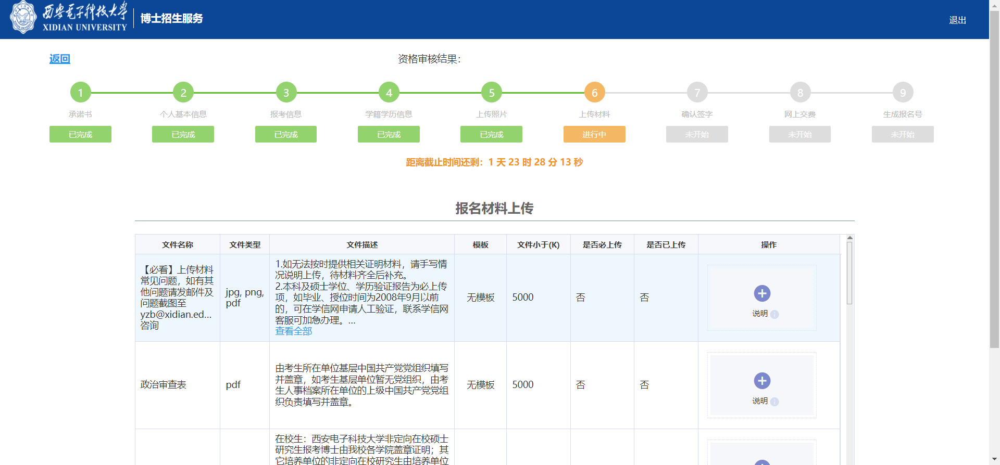 西安电子科技大学
XIDIAN UNIVERSITY
博士招生服务
退出
返回
资格审核结果：
1 2 3 4 5 6 7 8 9
承诺书 个人基本信息 报考信息 学籍学历信息 上传照片 上传材料 确认签字 网上交费 生成报名号
已完成 已完成 已完成 已完成 已完成 进行中 未开始 未开始 未开始
距离截止时间还剩：1 天 23 时 28 分 13 秒
报名材料上传
文件名称 文件类型 文件描述 模板 文件小于(K) 是否必上传 是否已上传 操作
【必看】上传材料
常见问题，如有其
他问题请发邮件及
问题截图至
yzb@xidian.ed...
咨询
jpg, png,
pdf
1.如无法按时提供相关证明材料，请手写情
况说明上传，待材料齐全后补充。
2.本科及硕士学位、学历验证报告为必上传
项，如毕业、授位时间为2008年9月以前
的，可在学信网申请人工验证，联系学信网
客服可加急办理。...
查看全部
无模板
5000
否
否
说明
政治审查表
pdf
由考生所在单位基层中国共产党党组织填写
并盖章，如考生基层单位暂无党组织，由考
生人事档案所在单位的上级中国共产党党组
织负责填写并盖章。
无模板
5000
否
否
说明
在校生：西安电子科技大学非定向在校硕士
研究生报考博士由我校各学院盖章证明；其
它培养单位的非定向在校研究生由培养单位